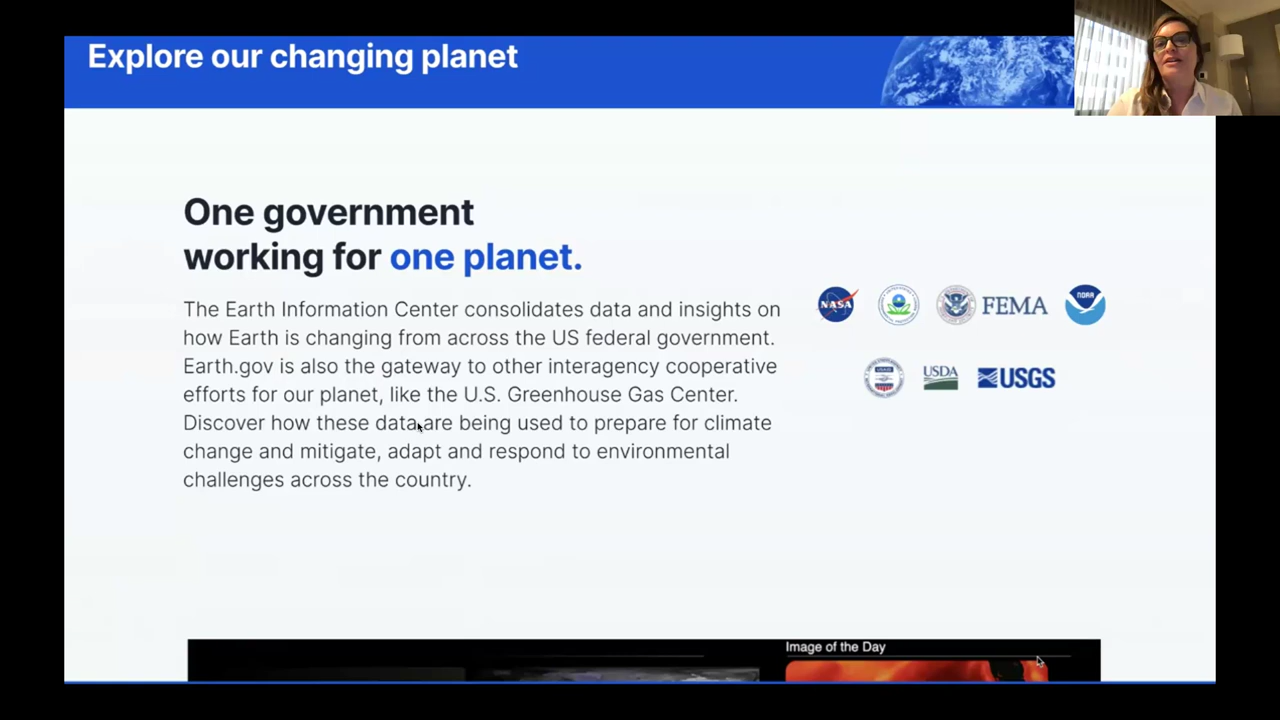 Explore our changing planet
One government
working for one planet.
The Earth Information Center consolidates data and insights on
how Earth is changing from across the US federal government.
Earth.gov is also the gateway to other interagency cooperative
efforts for our planet, like the U.S. Greenhouse Gas Center.
Discover how these data are being used to prepare for climate
change and mitigate, adapt and respond to environmental
challenges across the country.
NASA
FEMA
NOAA
USAID
USDA
USGS
Image of the Day